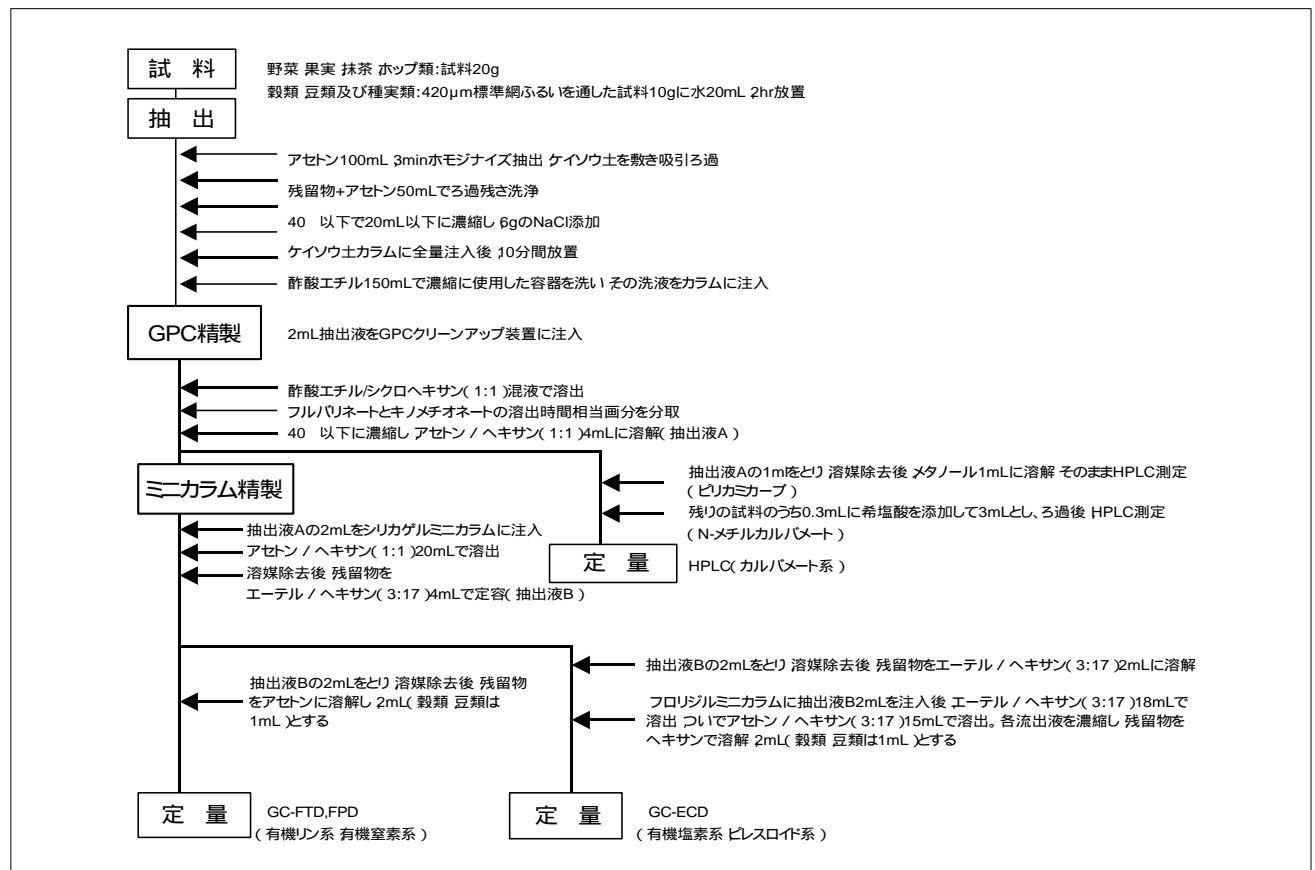 試 料
野菜 果実 抹茶 ホップ類:試料20g
穀類 豆類及び種実類:420μm標準網ふるいを通した試料10gに水20mL 2hr放置
抽 出
アセトン100mL 3minホモジナイズ抽出 ケイソウ土を敷き吸引ろ過
残留物+アセトン50mLでろ過残さ洗浄
40 以下で20mL以下に濃縮し 6gのNaCl添加
ケイソウ土カラムに全量注入後 10分間放置
酢酸エチル150mLで濃縮に使用した容器を洗い その洗液をカラムに注入
GPC精製
2mL抽出液をGPCクリーンアップ装置に注入
酢酸エチル/シクロヘキサン( 1:1 )混液で溶出
フルバリネートとキノメチオネートの溶出時間相当画分を分取
40 以下に濃縮し アセトン / ヘキサン( 1:1 )4mLに溶解( 抽出液A )
ミニカラム精製
抽出液Aの2mLをシリカゲルミニカラムに注入
アセトン / ヘキサン( 1:1 )20mLで溶出
溶媒除去後 残留物を
エーテル / ヘキサン( 3:17 )4mLで定容( 抽出液B )
抽出液Aの1mlをとり 溶媒除去後 メタノール1mLに溶解 そのままHPLC測定
( ピリカミカーブ )
残りの試料のうち0.3mLに希塩酸を添加して3mLとし、ろ過後 HPLC測定
( N-メチルカルバメート )
定 量
HPLC( カルバメート系 )
抽出液Bの2mLをとり 溶媒除去後 残留物
をアセトンに溶解し 2mL( 穀類 豆類は
1mL )とする
抽出液Bの2mLをとり 溶媒除去後 残留物をエーテル / ヘキサン( 3:17 )2mLに溶解
フロリジルミニカラムに抽出液B2mLを注入後 エーテル / ヘキサン( 3:17 )18mLで
溶出 ついでアセトン / ヘキサン( 3:17 )15mLで溶出。各流出液を濃縮し 残留物を
ヘキサンで溶解 2mL( 穀類 豆類は1mL )とする
定 量
GC-FTD,FPD
( 有機リン系 有機窒素系 )
定 量
GC-ECD
( 有機塩素系 ピレスロイド系 )